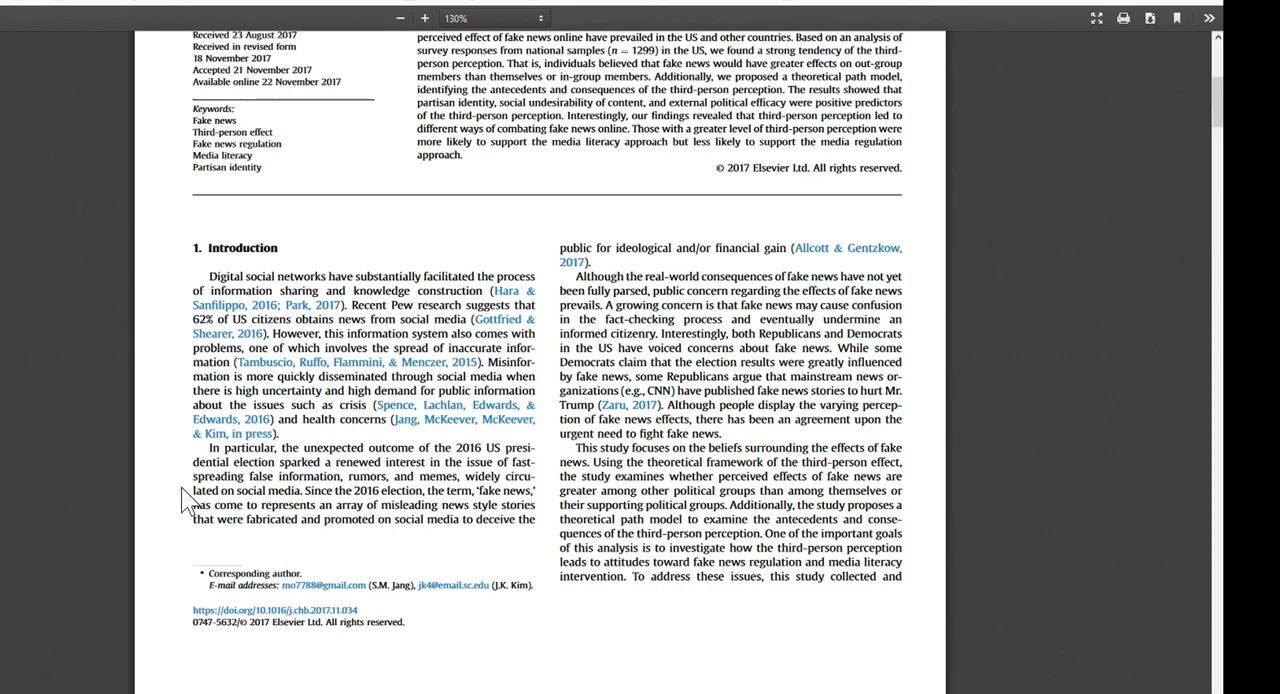 130%
Received 23 August 2017
Received in revised form
18 November 2017
Accepted 21 November 2017
Available online 22 November 2017
Keywords:
Fake news
Third-person effect
Fake news regulation
Media literacy
Partisan identity
perceived effect of fake news online have prevailed in the US and other countries. Based on an analysis of
survey responses from national samples (n = 1299) in the US, we found a strong tendency of the third-
person perception. That is, individuals believed that fake news would have greater effects on out-group
members than themselves or in-group members. Additionally, we proposed a theoretical path model,
identifying the antecedents and consequences of the third-person perception. The results showed that
partisan identity, social undesirability of content, and external political efficacy were positive predictors
of the third-person perception. Interestingly, our findings revealed that third-person perception led to
different ways of combating fake news online. Those with a greater level of third-person perception were
more likely to support the media literacy approach but less likely to support the media regulation
approach.
© 2017 Elsevier Ltd. All rights reserved.
1. Introduction
Digital social networks have substantially facilitated the process
of information sharing and knowledge construction (Hara &
Sanfilippo, 2016; Park, 2017). Recent Pew research suggests that
62% of US citizens obtains news from social media (Gottfried &
Shearer, 2016). However, this information system also comes with
problems, one of which involves the spread of inaccurate infor-
mation (Tambuscio, Ruffo, Flammini, & Menczer, 2015). Misinfor-
mation is more quickly disseminated through social media when
there is high uncertainty and high demand for public information
about the issues such as crisis (Spence, Lachlan, Edwards, &
Edwards, 2016) and health concerns (Jang, McKeever, McKeever,
& Kim, in press).
In particular, the unexpected outcome of the 2016 US presi-
dential election sparked a renewed interest in the issue of fast-
spreading false information, rumors, and memes, widely circu-
lated on social media. Since the 2016 election, the term, 'fake news,'
has come to represents an array of misleading news style stories
that were fabricated and promoted on social media to deceive the
* Corresponding author.
E-mail addresses: mo7788@gmail.com (S.M. Jang), jk4@email.sc.edu (J.K. Kim).
https://doi.org/10.1016/j.chb.2017.11.034
0747-5632/© 2017 Elsevier Ltd. All rights reserved.
public for ideological and/or financial gain (Allcott & Gentzkow,
2017).
Although the real-world consequences of fake news have not yet
been fully parsed, public concern regarding the effects of fake news
prevails. A growing concern is that fake news may cause confusion
in the fact-checking process and eventually undermine an
informed citizenry. Interestingly, both Republicans and Democrats
in the US have voiced concerns about fake news. While some
Democrats claim that the election results were greatly influenced
by fake news, some Republicans argue that mainstream news or-
ganizations (e.g., CNN) have published fake news stories to hurt Mr.
Trump (Zaru, 2017). Although people display the varying percep-
tion of fake news effects, there has been an agreement upon the
urgent need to fight fake news.
This study focuses on the beliefs surrounding the effects of fake
news. Using the theoretical framework of the third-person effect,
the study examines whether perceived effects of fake news are
greater among other political groups than among themselves or
their supporting political groups. Additionally, the study proposes a
theoretical path model to examine the antecedents and conse-
quences of the third-person perception. One of the important goals
of this analysis is to investigate how the third-person perception
leads to attitudes toward fake news regulation and media literacy
intervention. To address these issues, this study collected and